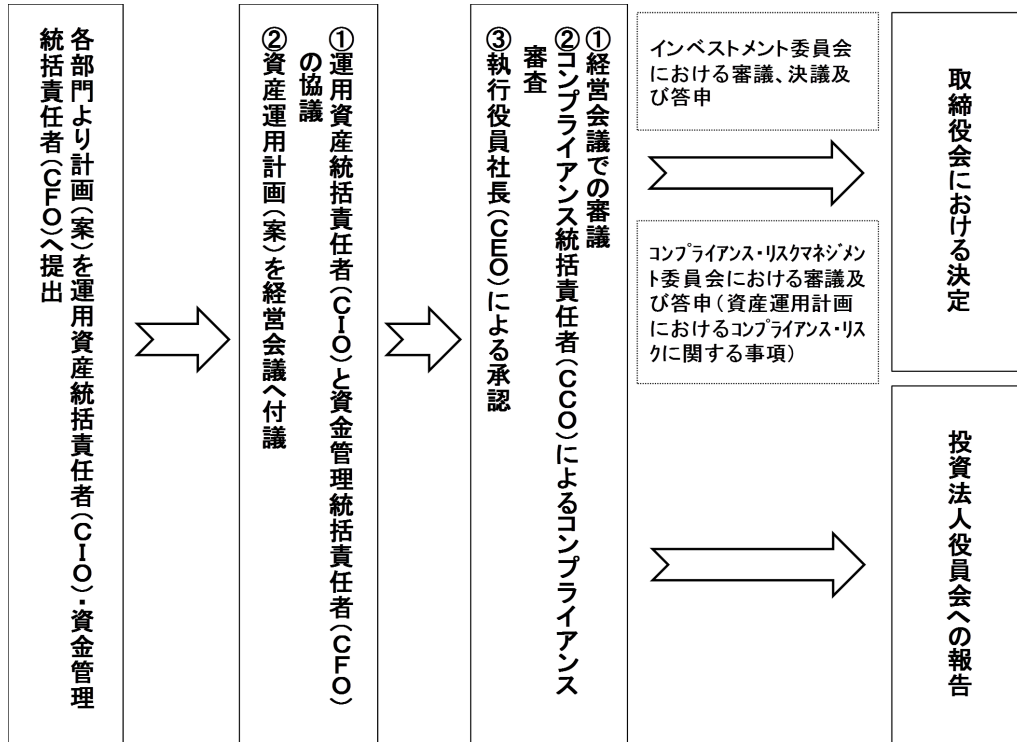 各部門より計画(案)を運用資産統括責任者(CIO)・資金管理
統括責任者(CFO)へ提出
①運用資産統括責任者(CIO)と資金管理統括責任者(CFO)
の協議
②資産運用計画(案)を経営会議へ付議
①経営会議での審議
②コンプライアンス統括責任者(CCO)によるコンプライアンス
審査
③執行役員社長(CEO)による承認
インベストメント委員会
における審議、決議及
び答申
コンプライアンス・リスクマネジメン
ト委員会における審議及
び答申(資産運用計画
におけるコンプライアンス・リス
クに関する事項)
取締役会における決定
投資法人役員会への報告